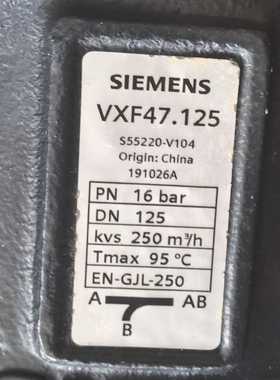 SIEMENS
VXF47.125
S55220-V104
Origin: China
191026A
PN 16 bar
DN 125
kvs 250 m³/h
Tmax 95 ºC
EN-GJL-250
A AB
B